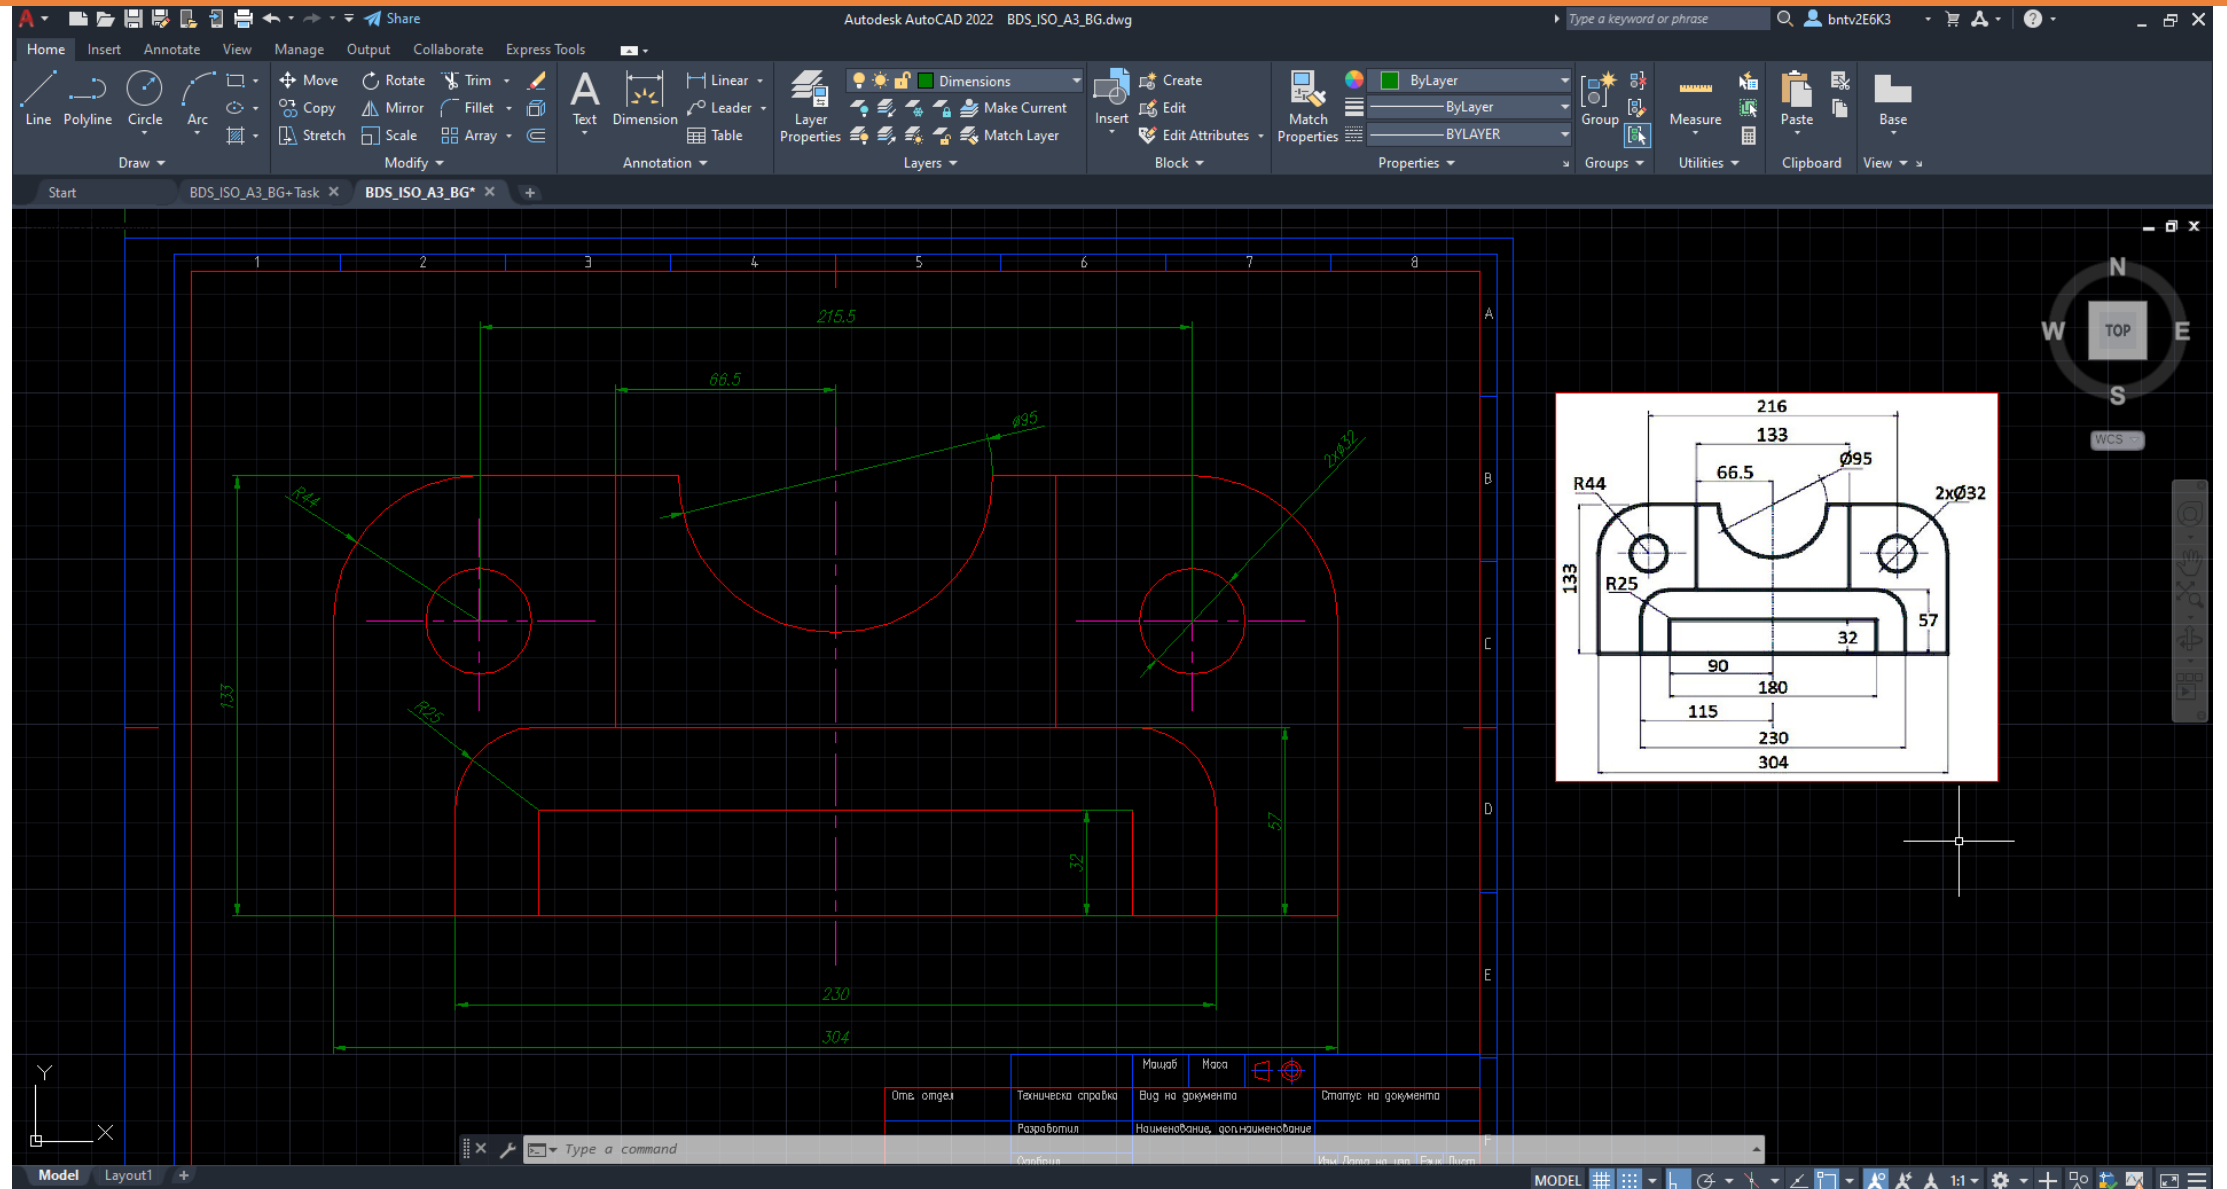 Share
Autodesk AutoCAD 2022 BDS_ISO_A3_BG.dwg
Type a keyword or phrase
bntv2E6K3
Home Insert Annotate View Manage Output Collaborate Express Tools
Move Rotate Trim
Copy Mirror Fillet
Stretch Scale Array
Line Polyline Circle Arc
Text Dimension
Linear
Leader
Table
Layer
Properties
Dimensions
Make Current
Match Layer
Insert
Create
Edit
Edit Attributes
Match
Properties
ByLayer
ByLayer
BYLAYER
Group
Measure
Paste
Base
Draw Modify Annotation Layers Block Properties Groups Utilities Clipboard View
Start BDS_ISO_A3_BG+Task BDS_ISO_A3_BG*
1 2 3 4 5 6 7 8
A
B
C
D
E
F
215.5
66.5
ø95
2xø32
R44
133
R25
57
32
230
304
216
133
66.5
Ø95
R44
2xØ32
133
R25
57
32
90
180
115
230
304
N
W TOP E
S
WCS
Y
X
Мащаб Маса
Отв. отдел Техническа справка Вид на документа Статус на документа
Разработил Наименование, доп.наименование
Одобрил Изм. Дата на изд. Език Лист
Type a command
Model Layout1
MODEL 1:1